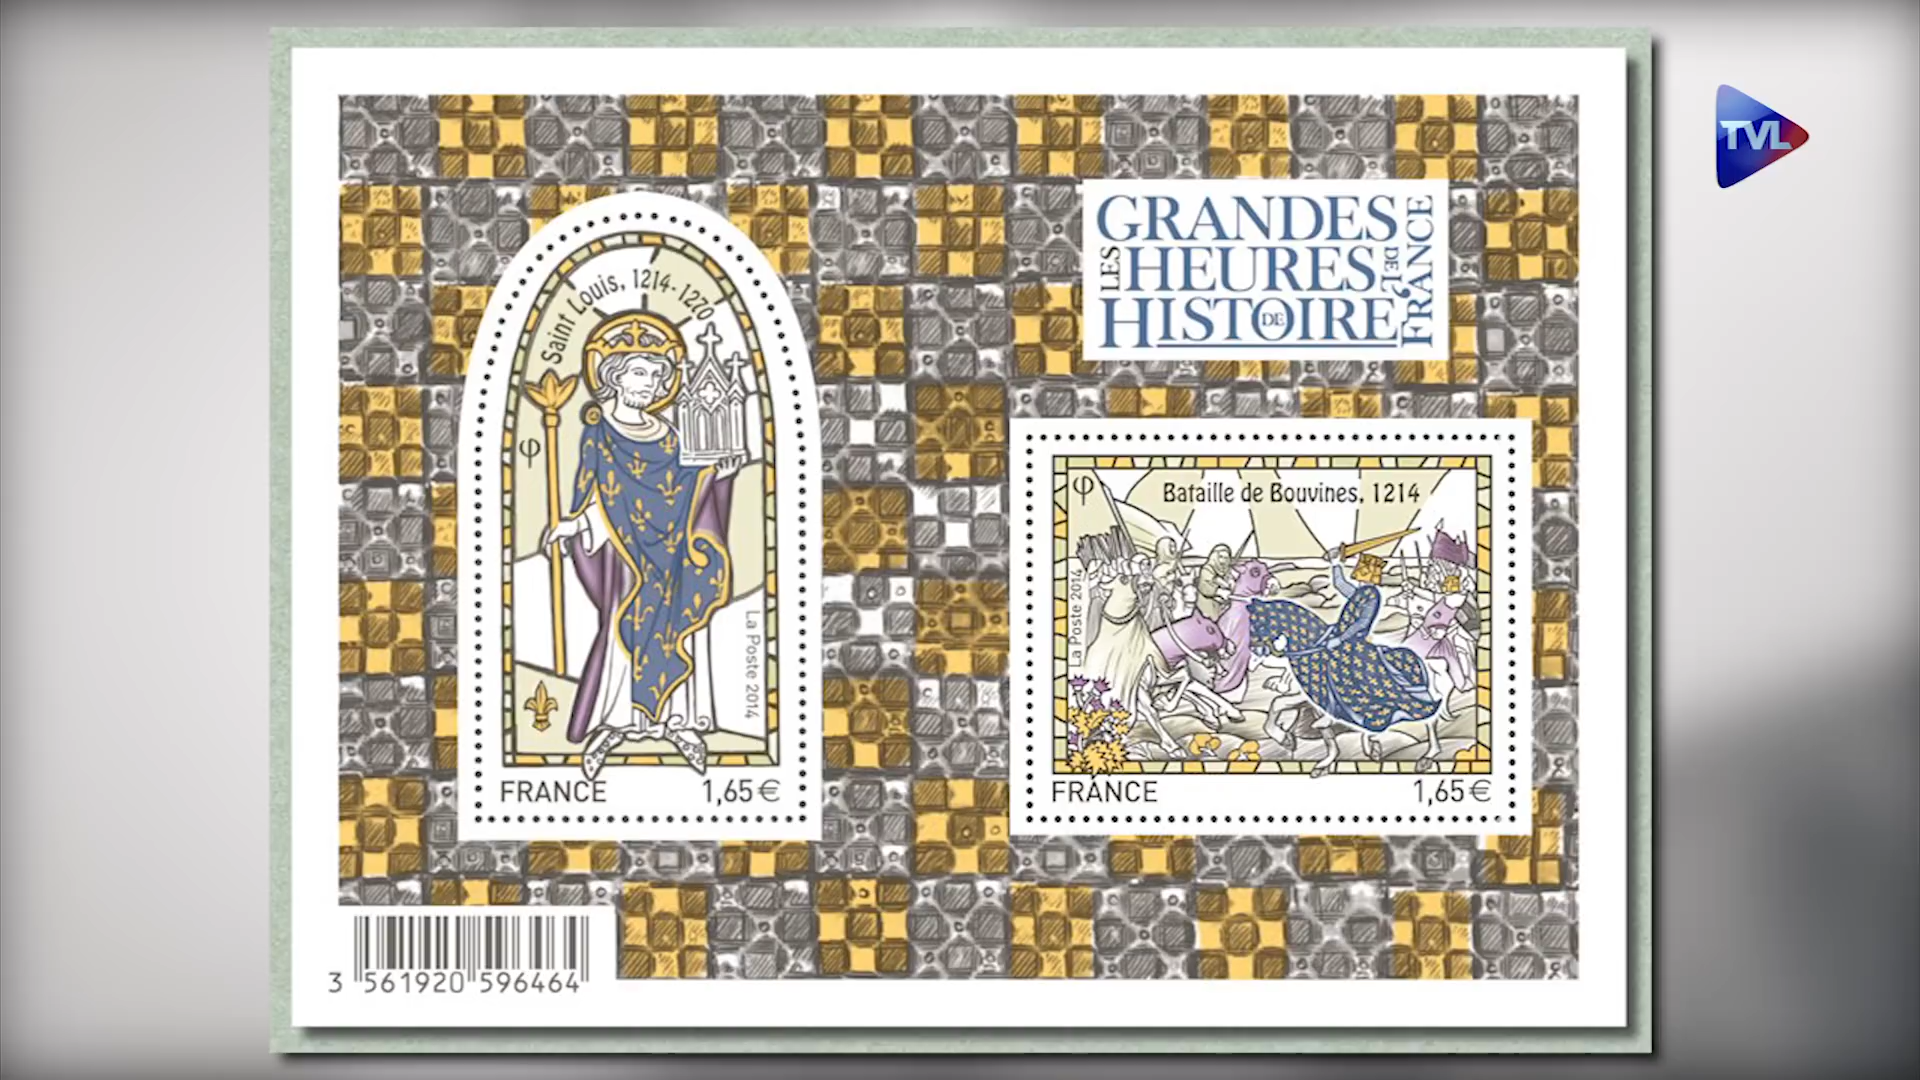 TVL
LES
GRANDES
HEURES
DE
HISTOIRE
DE L'
FRANCE
Saint Louis, 1214-1270
φ
La Poste 2014
FRANCE 1,65€
φ
Bataille de Bouvines, 1214
La Poste 2014
FRANCE 1,65€
3 561920 596464